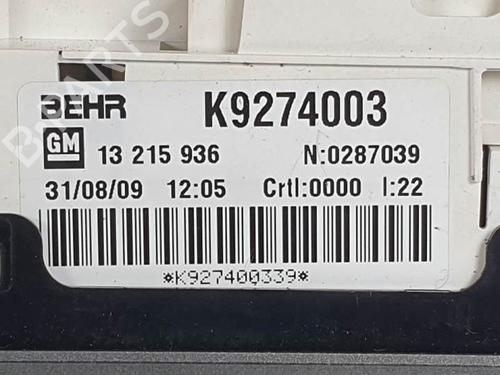 BEHR K9274003
GM 13 215 936 N:0287039
31/08/09 12:05 Crtl:0000 I:22
*K927400339*